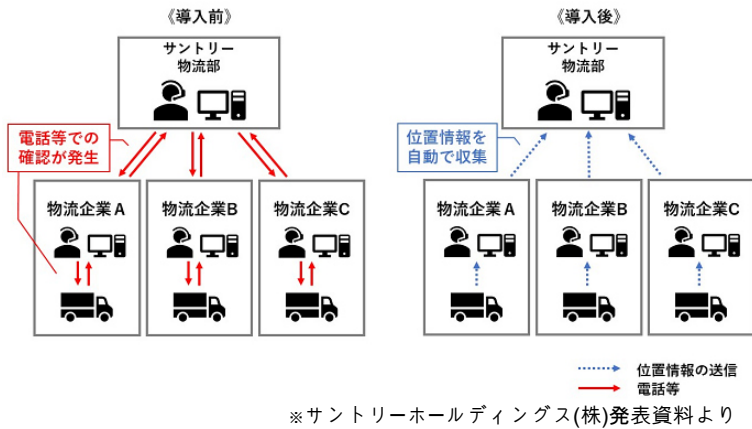 《導入前》
サントリー
物流部
電話等での
確認が発生
物流企業A
物流企業B
物流企業C
《導入後》
サントリー
物流部
位置情報を
自動で収集
物流企業A
物流企業B
物流企業C
位置情報の送信
電話等
※サントリーホールディングス(株)発表資料より